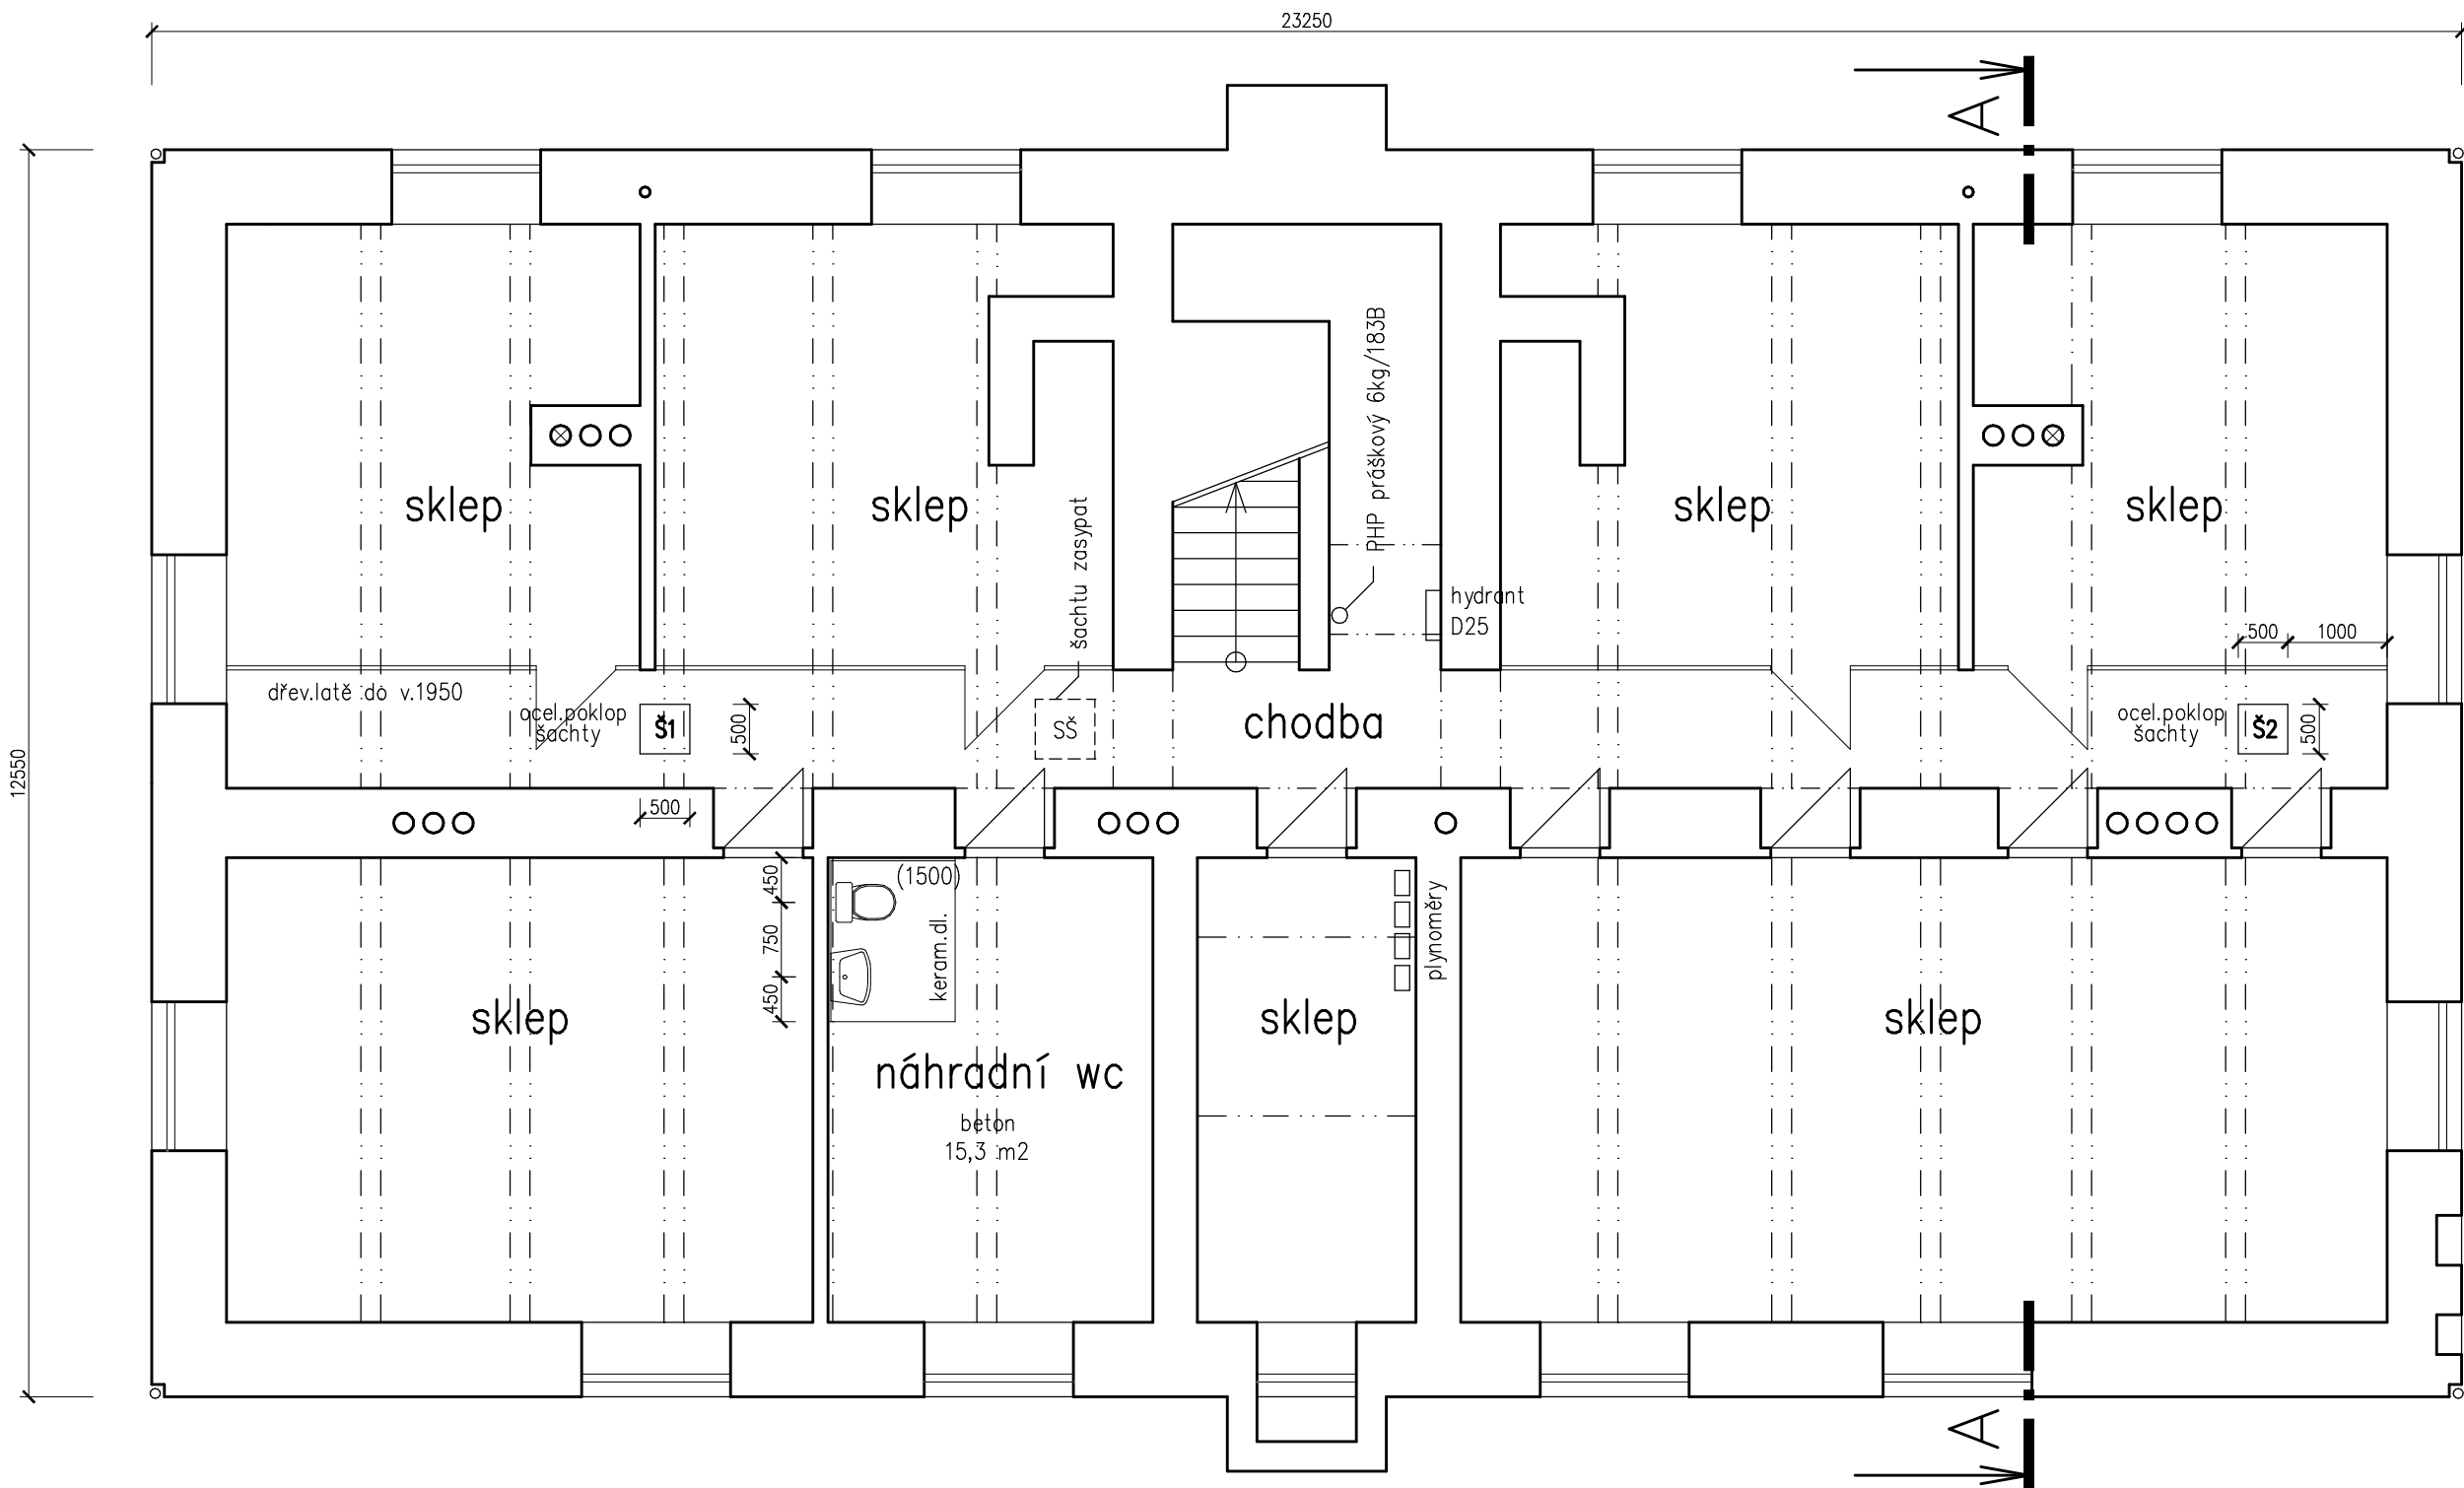 23250
A
PHP práškový 6kg/183B
sklep
sklep
sklep
sklep
šachtu zasypat
hydrant
D25
500
1000
dřev.latě do v.1950
ocel.poklop
šachty
Š1
500
SŠ
chodba
ocel.poklop
šachty
Š2
500
12550
500
450
750
450
(1500)
keram.dl.
plynoměry
sklep
sklep
sklep
náhradní wc
beton
15,3 m2
A